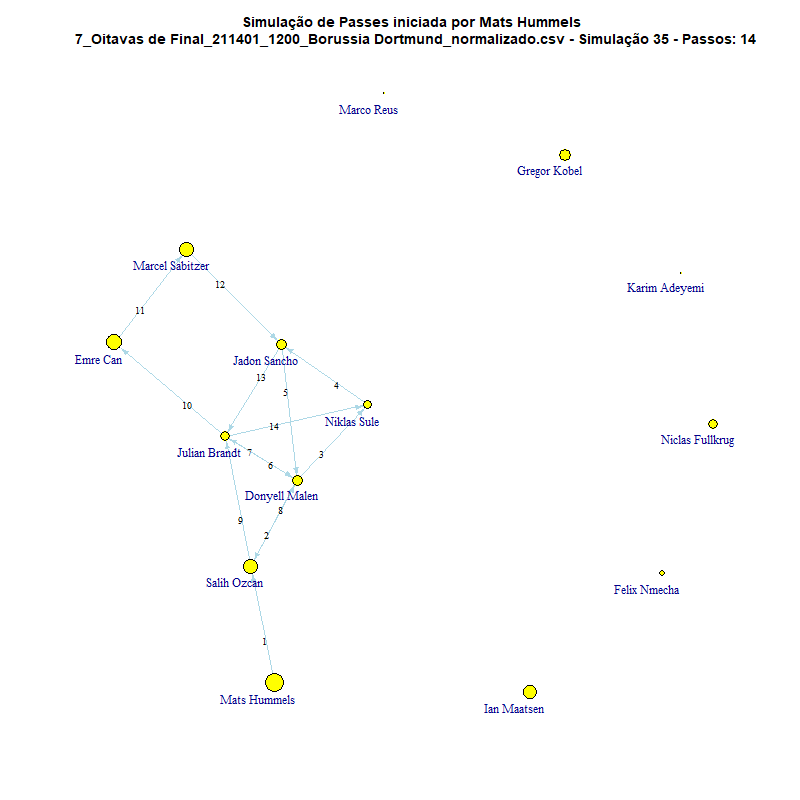 Simulação de Passes iniciada por Mats Hummels
7_Oitavas de Final_211401_1200_Borussia Dortmund_normalizado.csv - Simulação 35 - Passos: 14
Marco Reus
Gregor Kobel
Marcel Sabitzer
Karim Adeyemi
12
11
Emre Can
Jadon Sancho
13
5
4
10
Niklas Sule
14
Niclas Fullkrug
Julian Brandt
7
3
6
Donyell Malen
8
9
2
Salih Ozcan
Felix Nmecha
1
Mats Hummels
Ian Maatsen